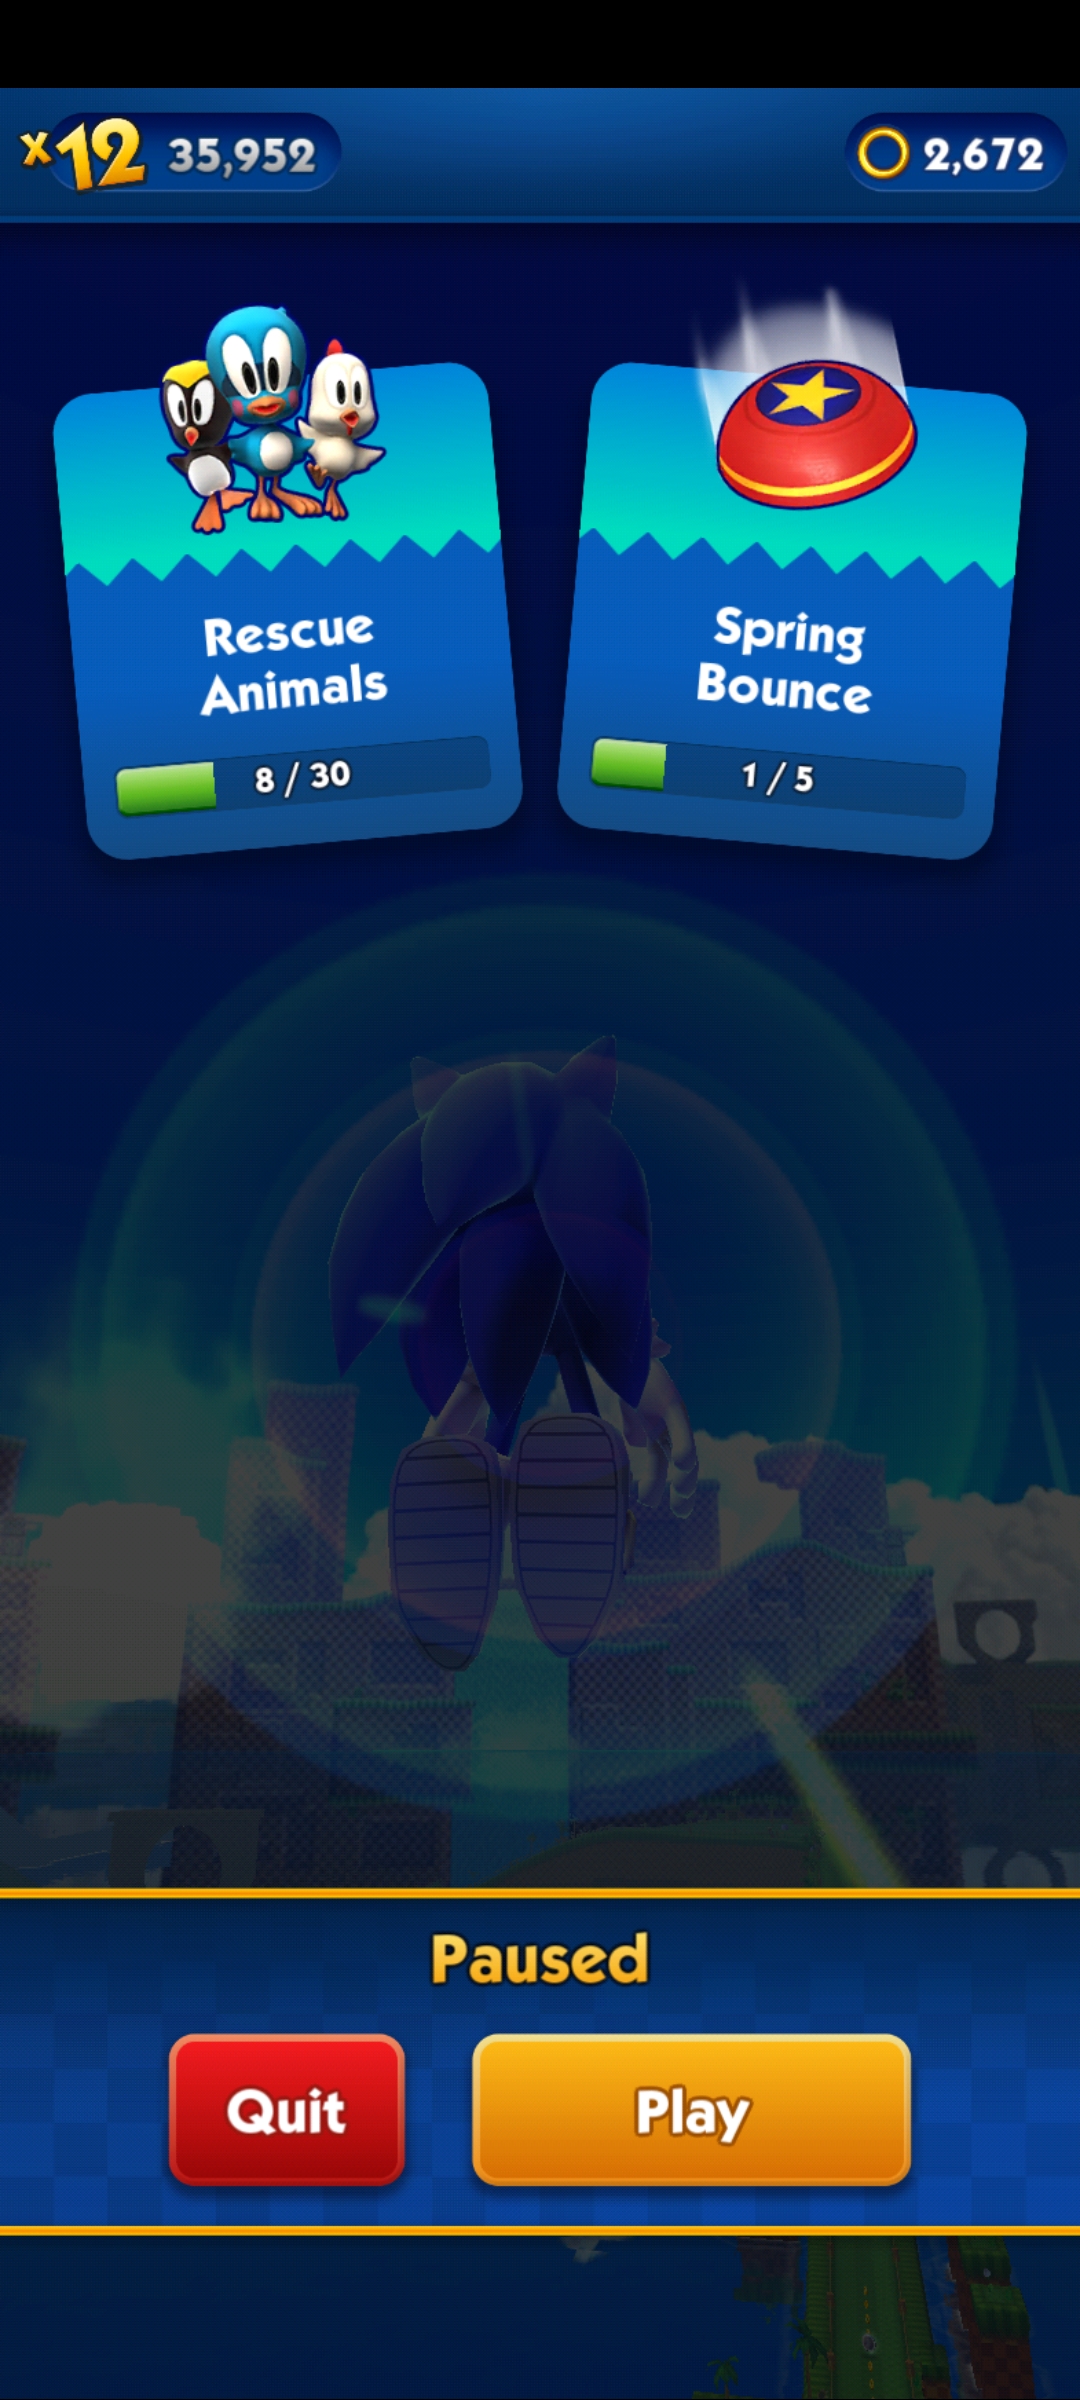 x12 35,952
2,672
Rescue
Animals
8 / 30
Spring
Bounce
1 / 5
Paused
Quit
Play